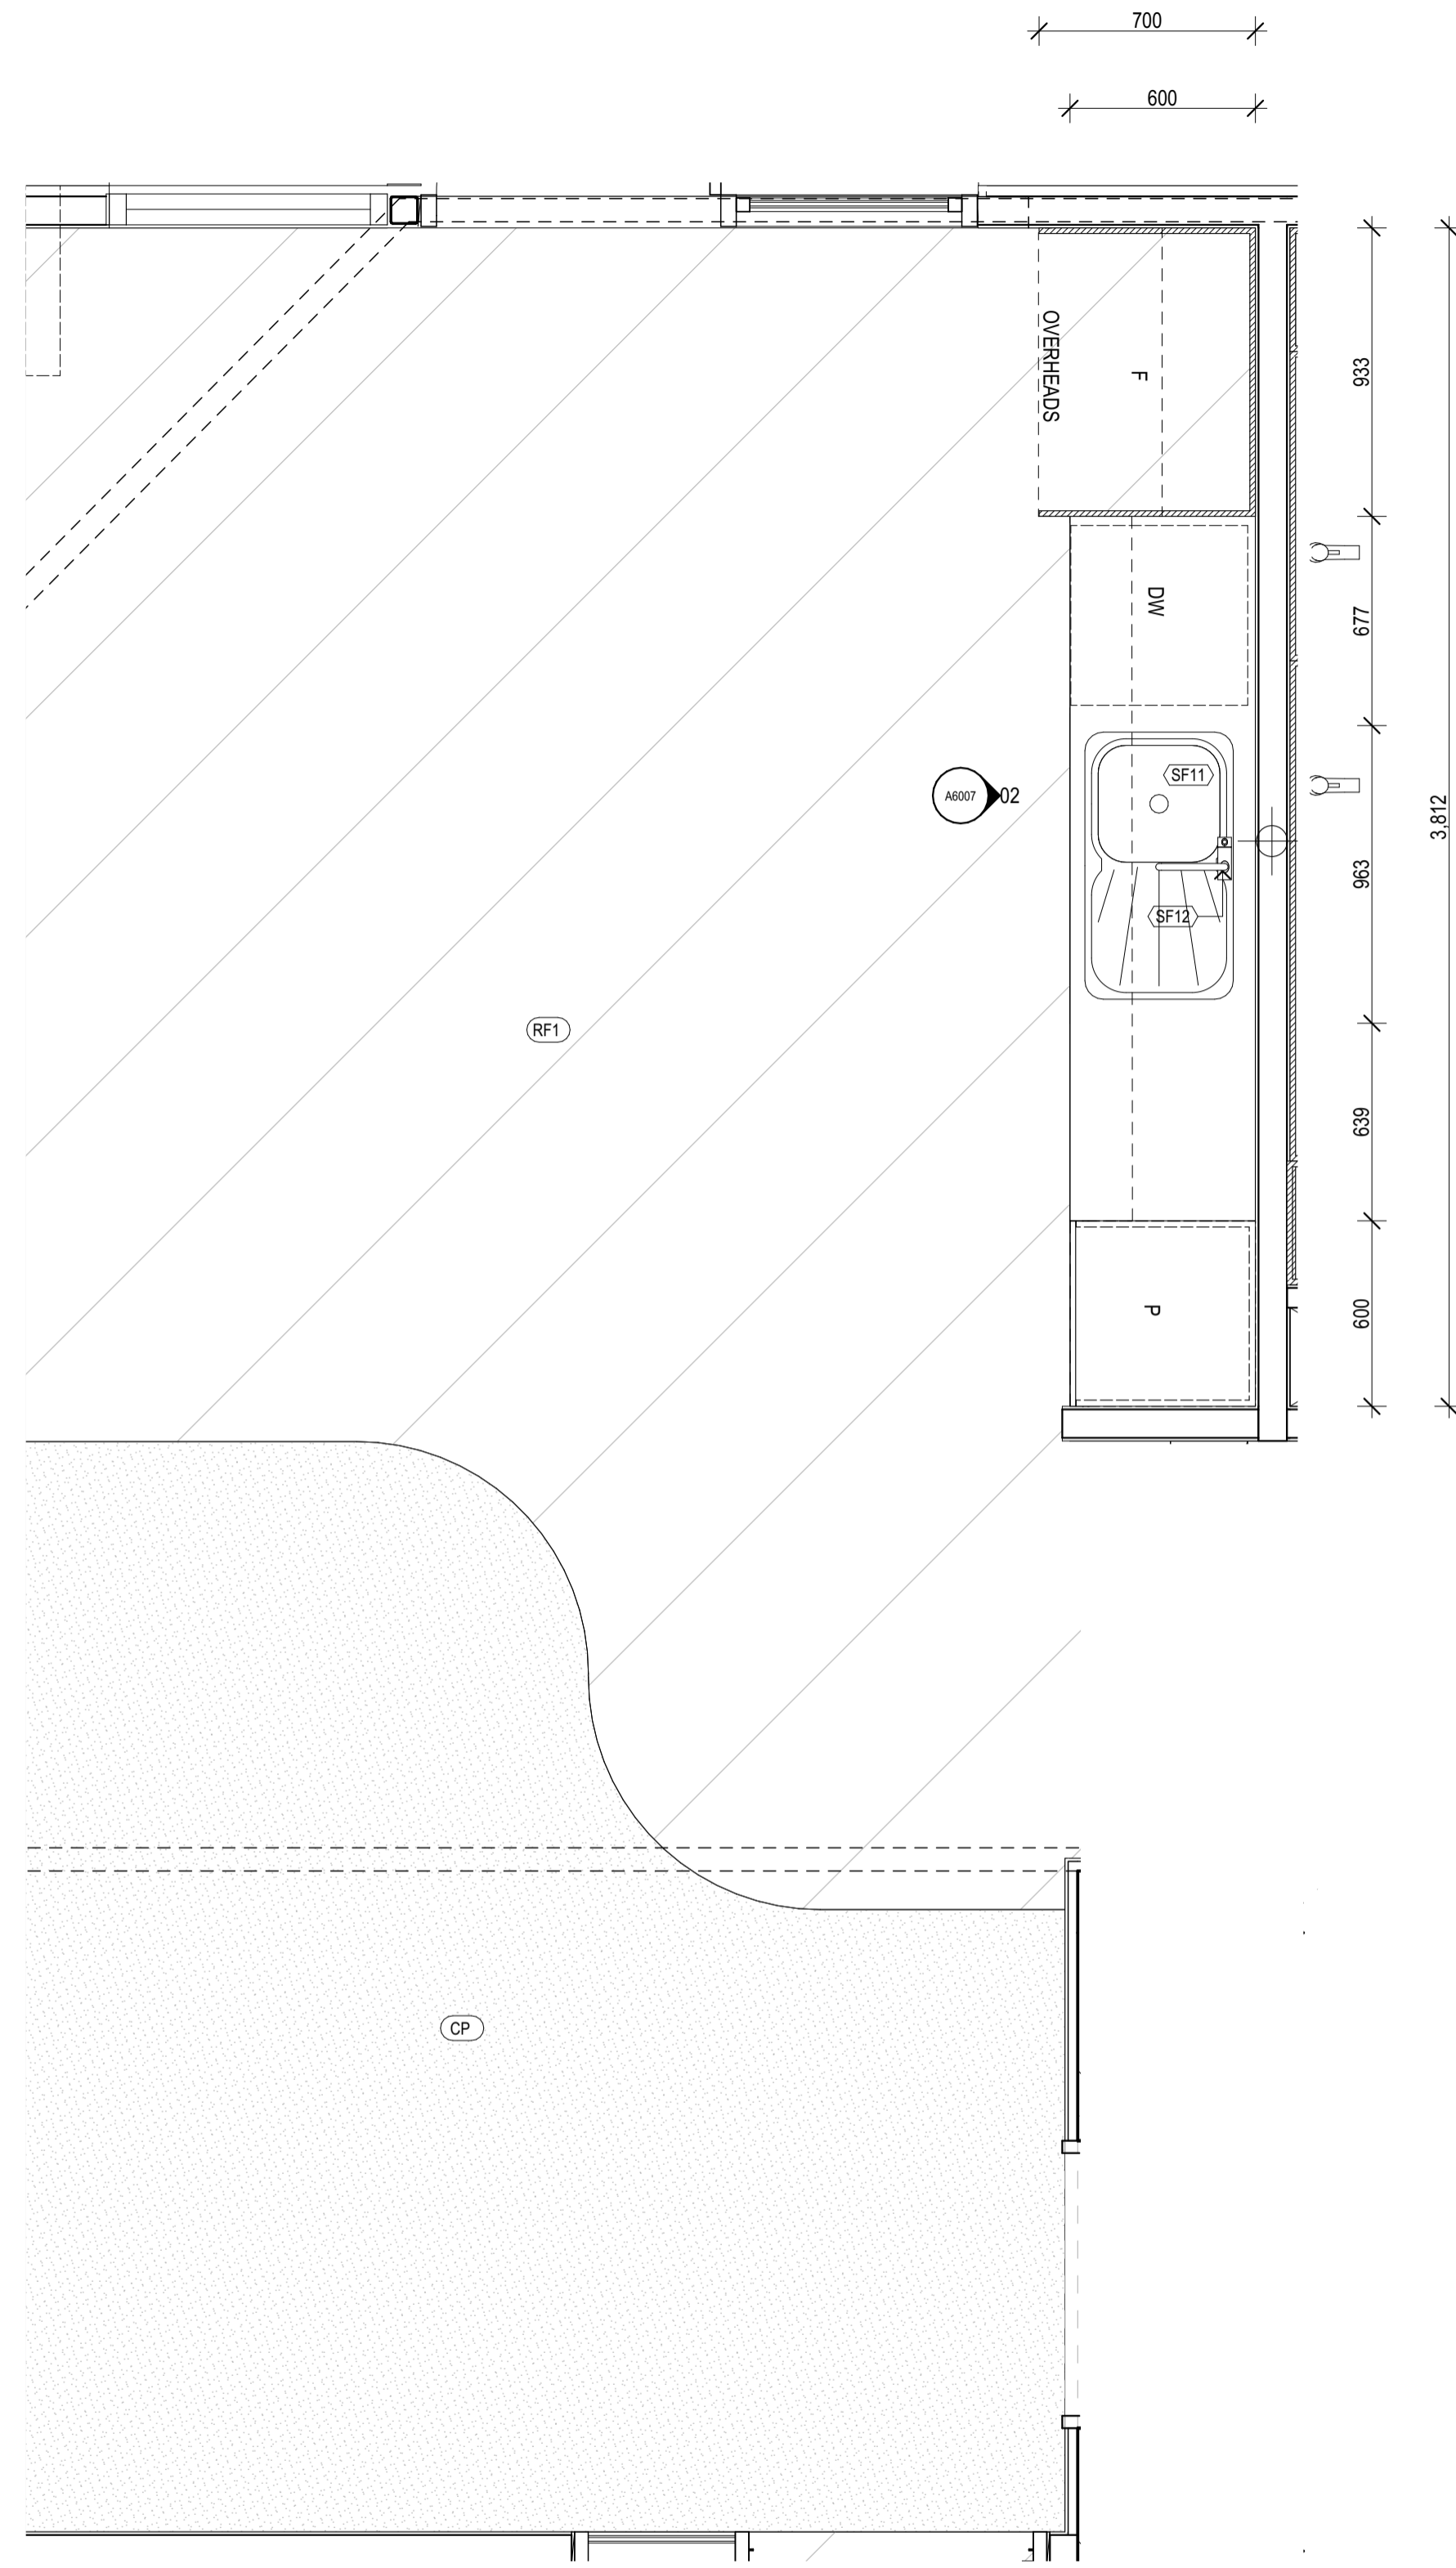 700
600
OVERHEADS
F
933
DW
677
SF11
A6007
02
3,812
963
SF12
RF1
639
P
600
CP